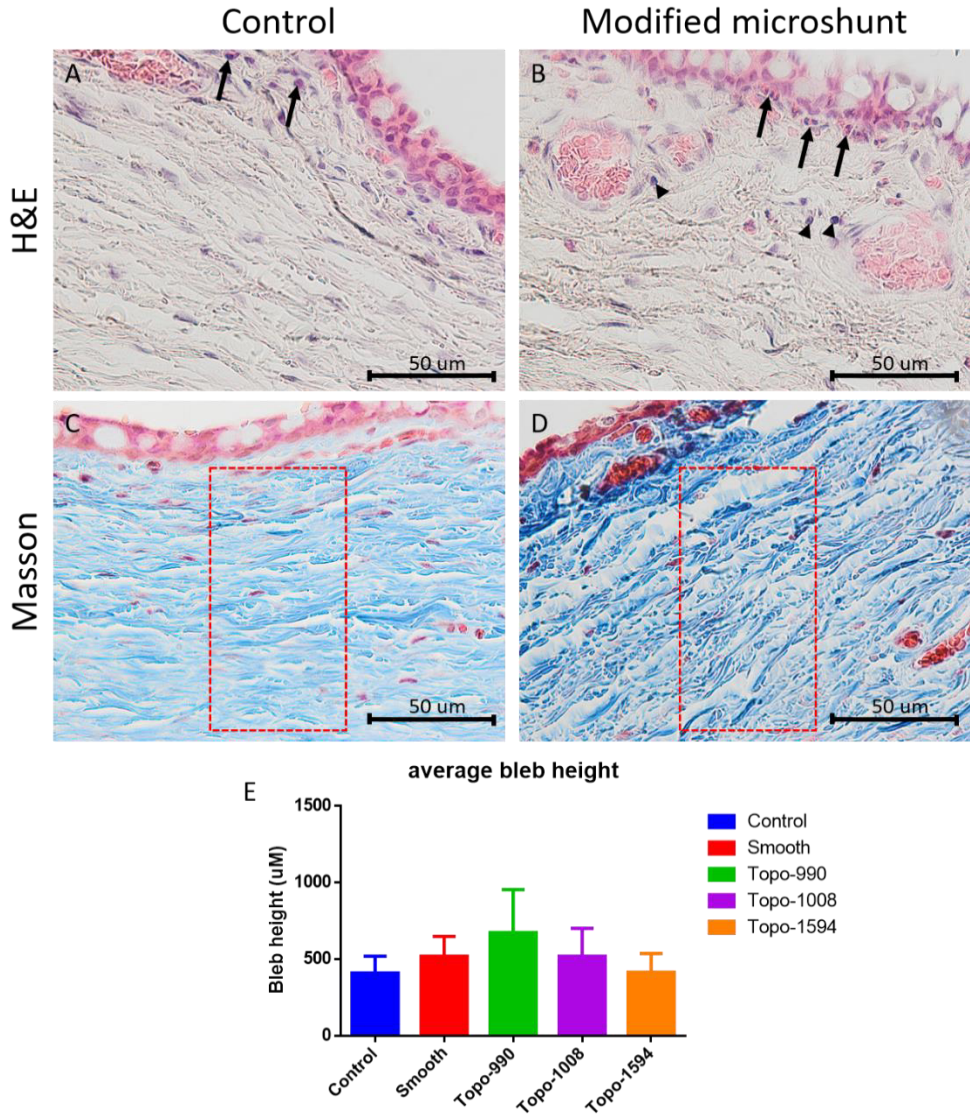 Control
Modified microshunt
H&E
A
B
50 um
50 um
Masson
C
D
50 um
50 um
average bleb height
E
Bleb height (uM)
1500
1000
500
0
Control
Smooth
Topo-990
Topo-1008
Topo-1594
Control
Smooth
Topo-990
Topo-1008
Topo-1594